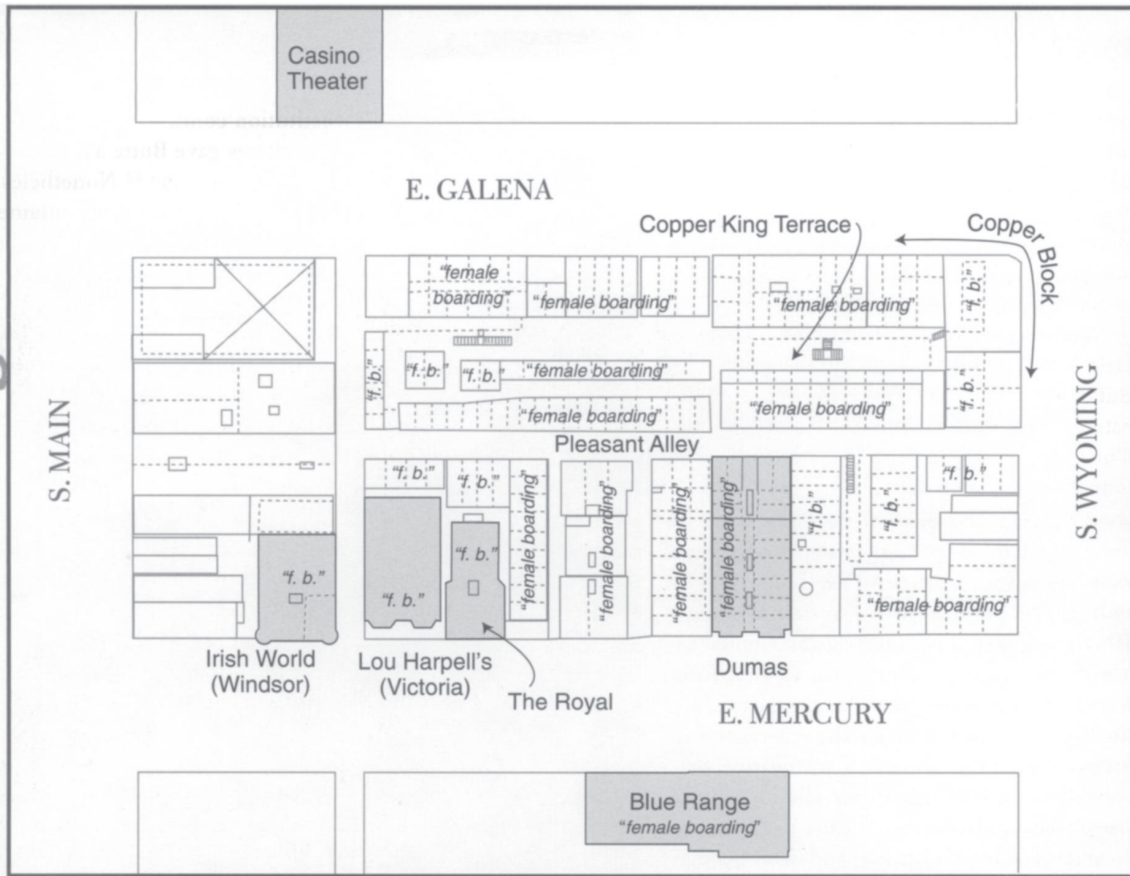 Casino
Theater
E. GALENA
Copper King Terrace
Copper Block
"female
boarding"
"female boarding"
"female boarding"
"f. b."
"f. b."
"f. b."
"f. b."
"female boarding"
"f. b."
"female boarding"
"female boarding"
Pleasant Alley
S. MAIN
S. WYOMING
"f. b."
"f. b."
"female boarding"
"female boarding"
"female boarding"
"female boarding"
"f. b."
"f. b."
"f. b."
"f. b."
"f. b."
"f. b."
"female boarding"
Irish World
(Windsor)
Lou Harpell's
(Victoria)
The Royal
Dumas
E. MERCURY
Blue Range
"female boarding"